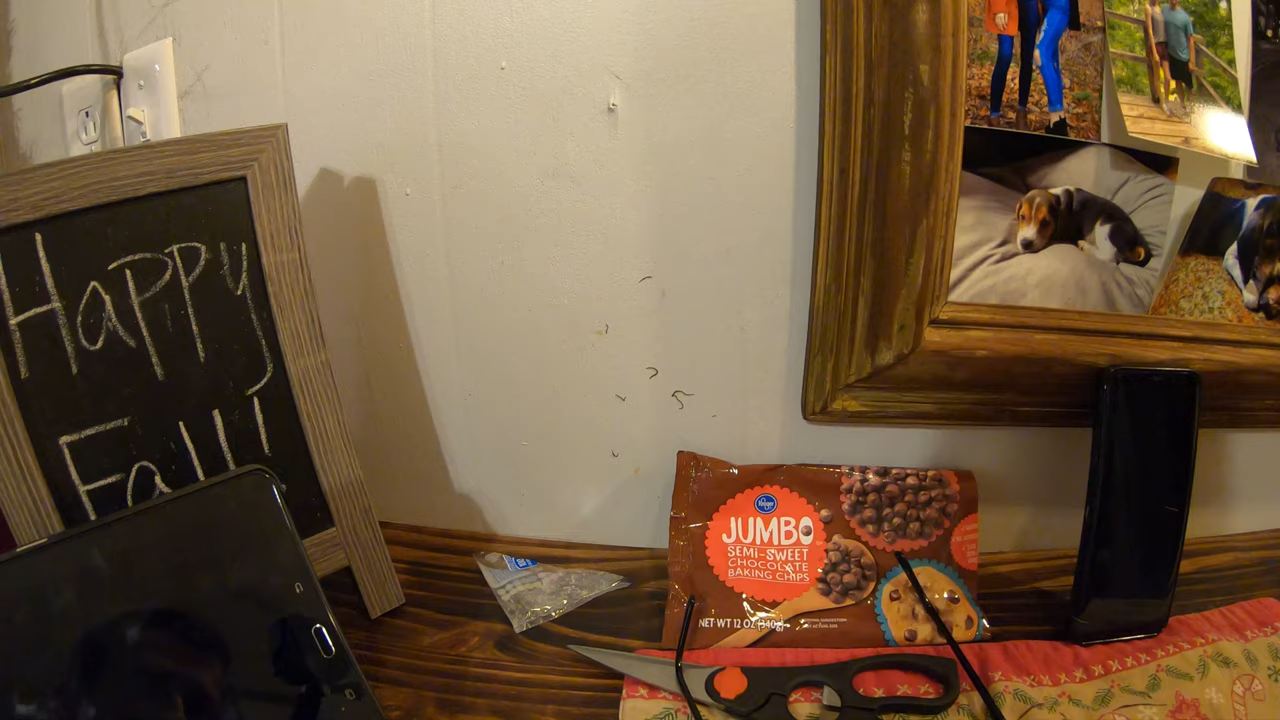 Happy
Fall!
Kroger
JUMBO
SEMI-SWEET
CHOCOLATE
BAKING CHIPS
NET WT 12 OZ (340g)